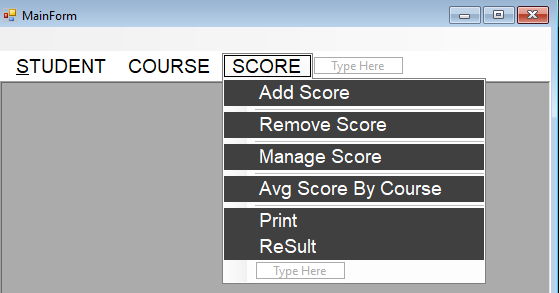 MainForm
STUDENT COURSE SCORE Type Here
Add Score
Remove Score
Manage Score
Avg Score By Course
Print
ReSult
Type Here